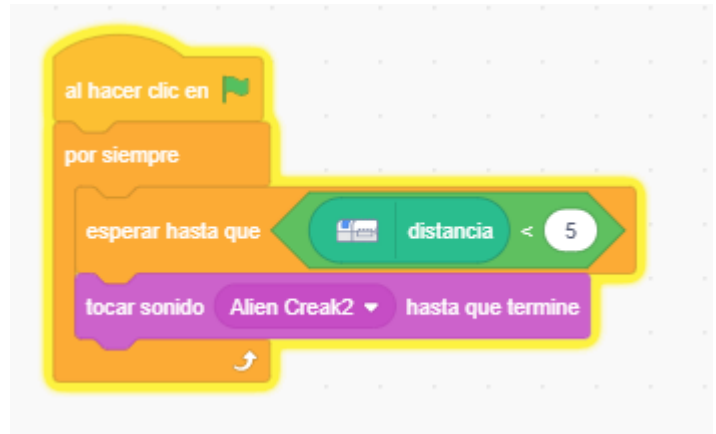 al hacer clic en
por siempre
esperar hasta que distancia < 5
tocar sonido Alien Creak2 hasta que termine